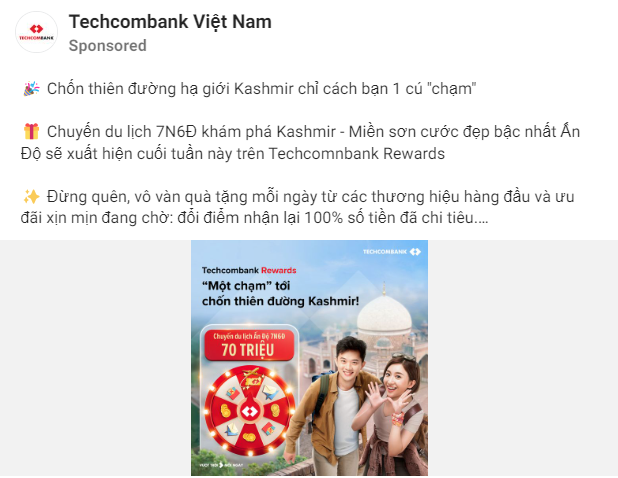 Techcombank Việt Nam
Sponsored
TECHCOMBANK
🎉 Chốn thiên đường hạ giới Kashmir chỉ cách bạn 1 cú "chạm"
🎁 Chuyến du lịch 7N6Đ khám phá Kashmir - Miền sơn cước đẹp bậc nhất Ấn
Độ sẽ xuất hiện cuối tuần này trên Techcomnbank Rewards
✨ Đừng quên, vô vàn quà tặng mỗi ngày từ các thương hiệu hàng đầu và ưu
đãi xịn mịn đang chờ: đổi điểm nhận lại 100% số tiền đã chi tiêu....
TECHCOMBANK
Techcombank Rewards
"Một chạm" tới
chốn thiên đường Kashmir!
Chuyến du lịch Ấn Độ 7N6Đ
70 TRIỆU